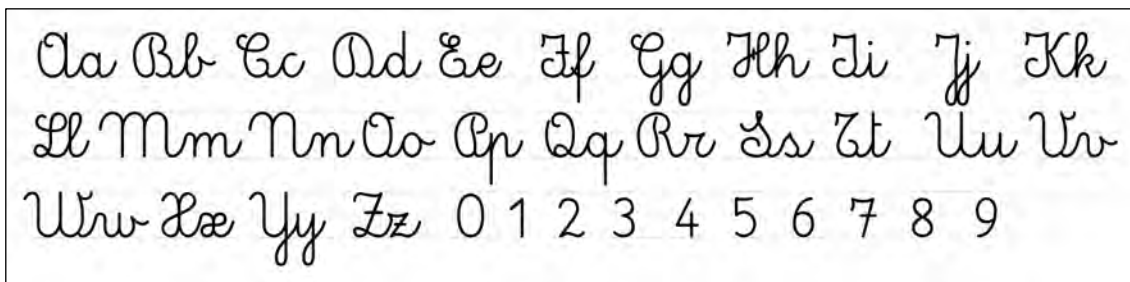 Aa Bb Cc Dd Ee Ff Gg Hh Ii Jj Kk
Ll Mm Nn Oo Pp Qq Rr Ss Tt Uu Vv
Ww Xx Yy Zz 0 1 2 3 4 5 6 7 8 9